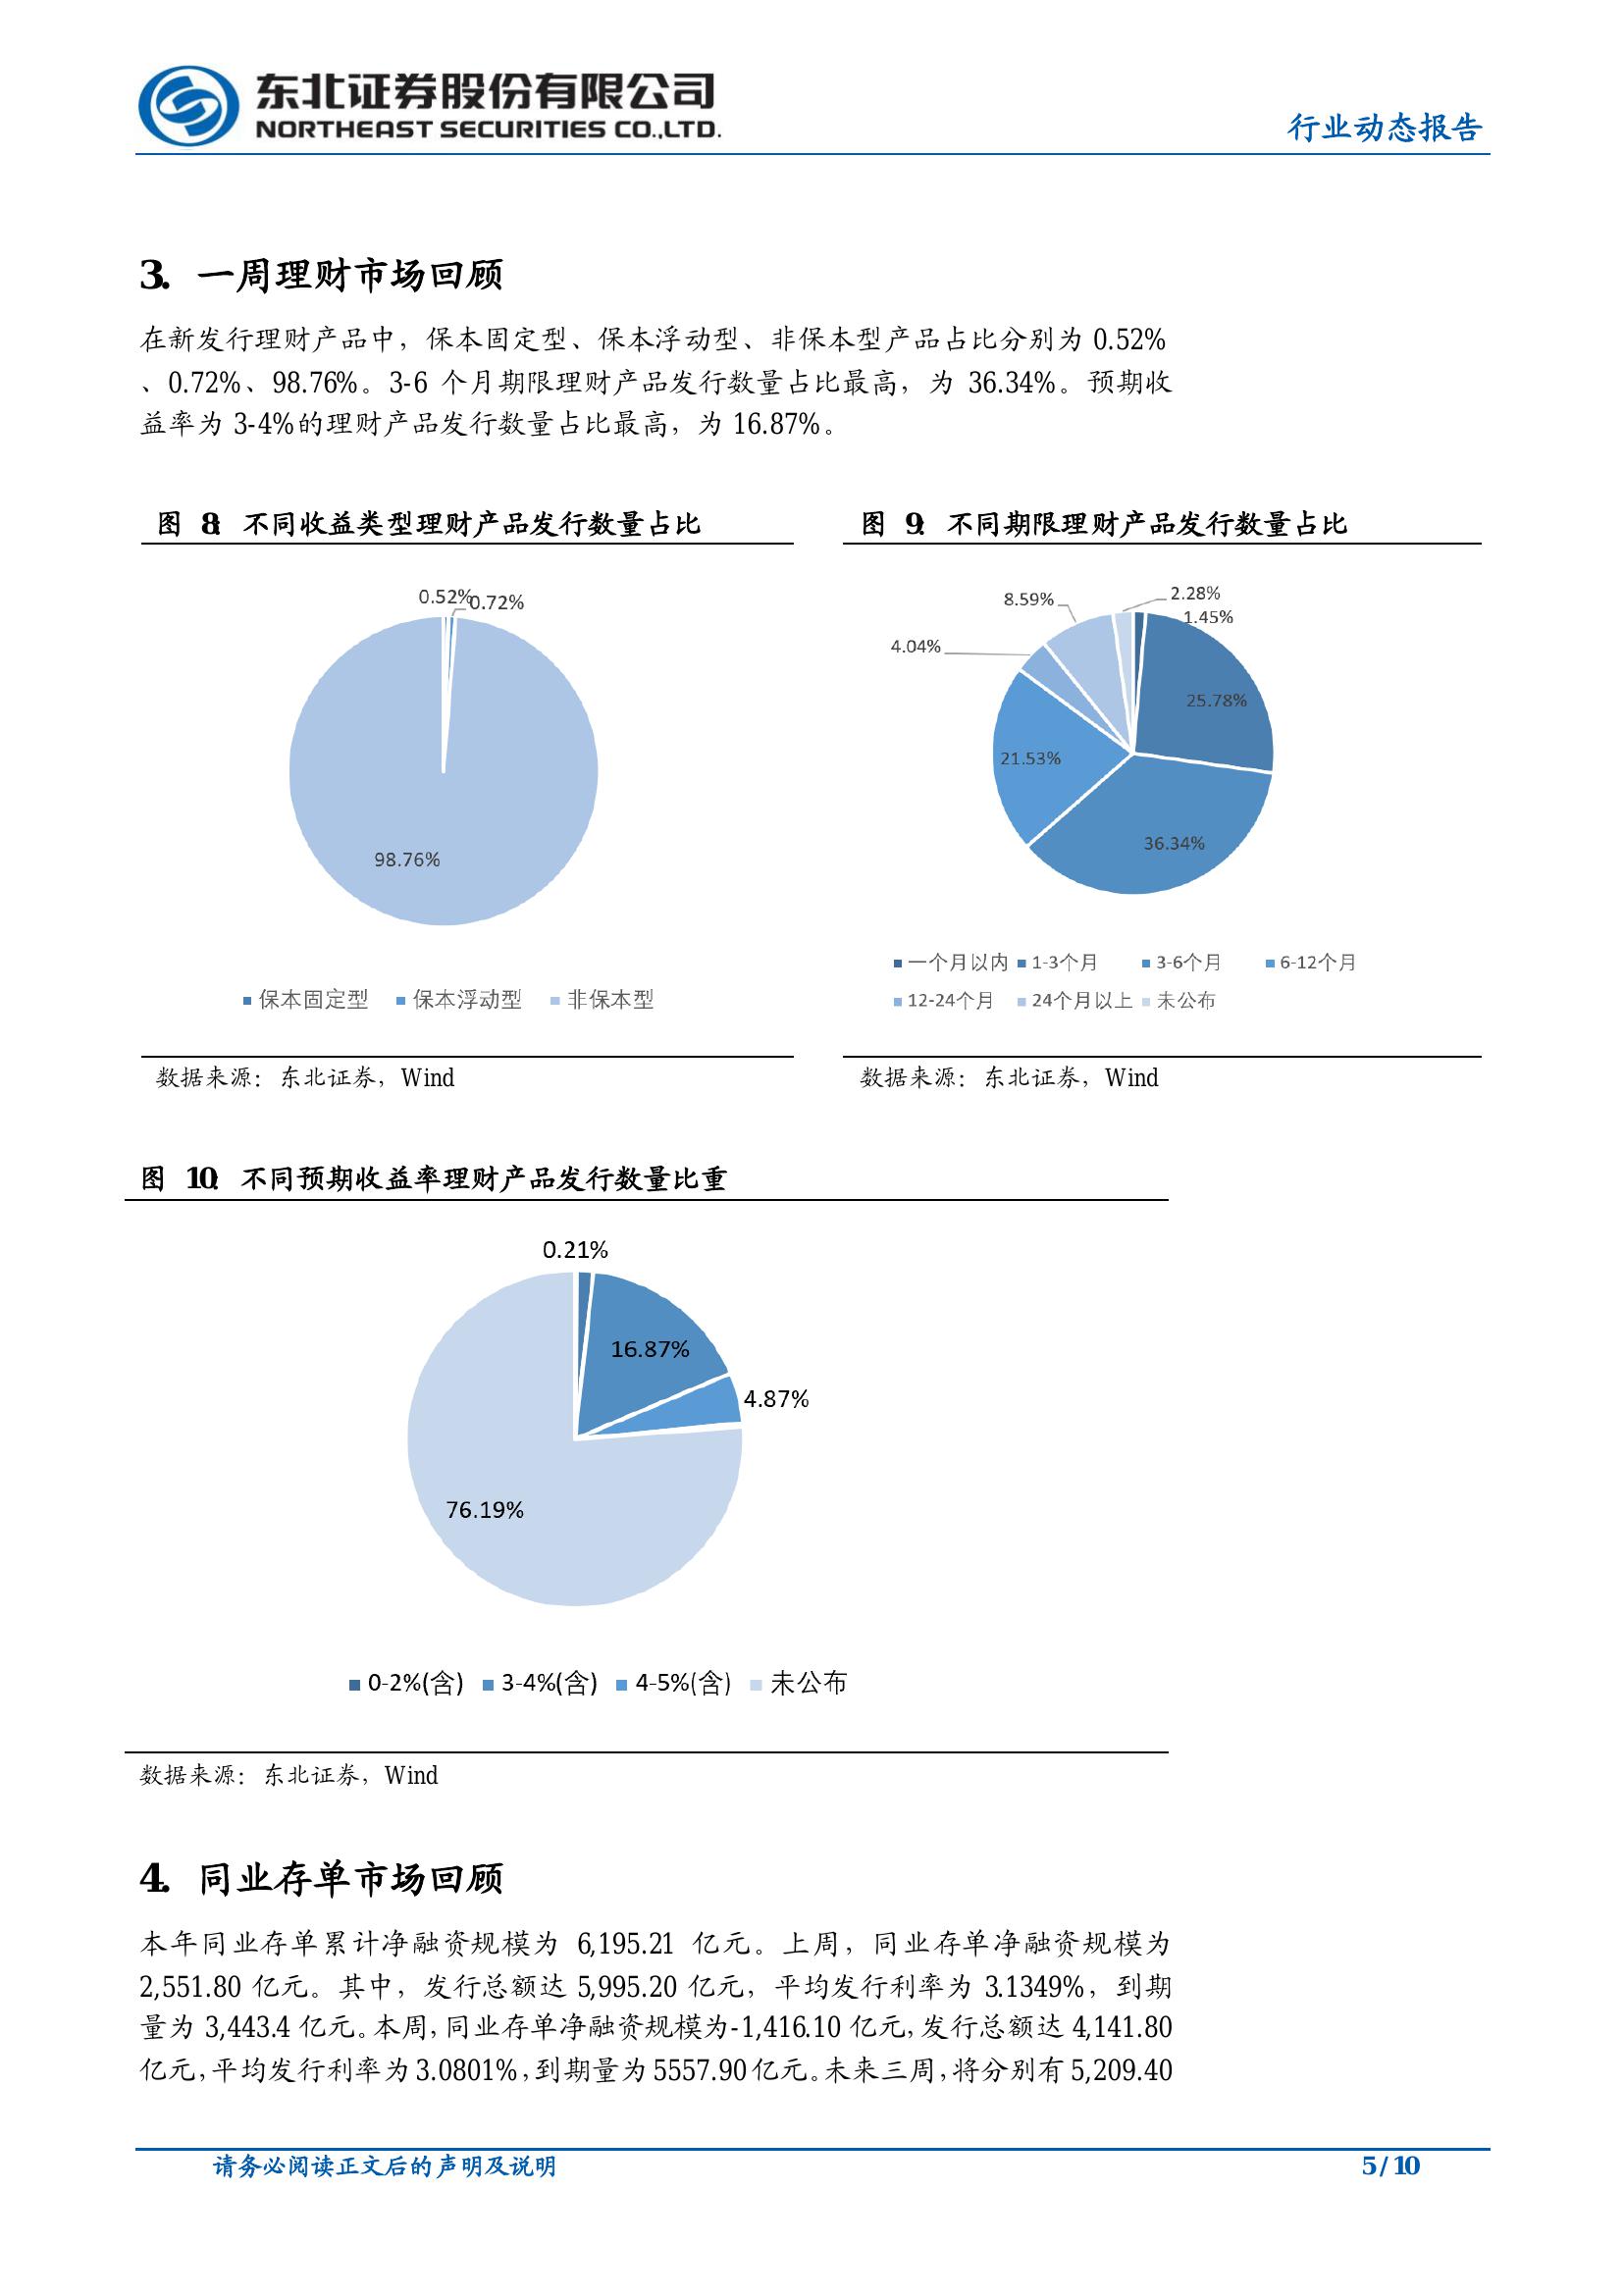 东北证券股份有限公司
NORTHEAST SECURITIES CO.,LTD.
行业动态报告
3. 一周理财市场回顾
在新发行理财产品中，保本固定型、保本浮动型、非保本型产品占比分别为 0.52%
、0.72%、98.76%。3-6 个月期限理财产品发行数量占比最高，为 36.34%。预期收
益率为 3-4%的理财产品发行数量占比最高，为 16.87%。
图 8：不同收益类型理财产品发行数量占比
0.52%
0.72%
98.76%
保本固定型 保本浮动型 非保本型
数据来源：东北证券，Wind
图 9：不同期限理财产品发行数量占比
2.28%
8.59%
1.45%
4.04%
25.78%
21.53%
36.34%
一个月以内 1-3个月 3-6个月 6-12个月
12-24个月 24个月以上 未公布
数据来源：东北证券，Wind
图 10：不同预期收益率理财产品发行数量比重
0.21%
16.87%
4.87%
76.19%
0-2%(含) 3-4%(含) 4-5%(含) 未公布
数据来源：东北证券，Wind
4. 同业存单市场回顾
本年同业存单累计净融资规模为 6,195.21 亿元。上周，同业存单净融资规模为
2,551.80 亿元。其中，发行总额达 5,995.20 亿元，平均发行利率为 3.1349%，到期
量为 3,443.4 亿元。本周，同业存单净融资规模为-1,416.10 亿元，发行总额达 4,141.80
亿元，平均发行利率为 3.0801%，到期量为 5557.90 亿元。未来三周，将分别有 5,209.40
请务必阅读正文后的声明及说明
5 / 10